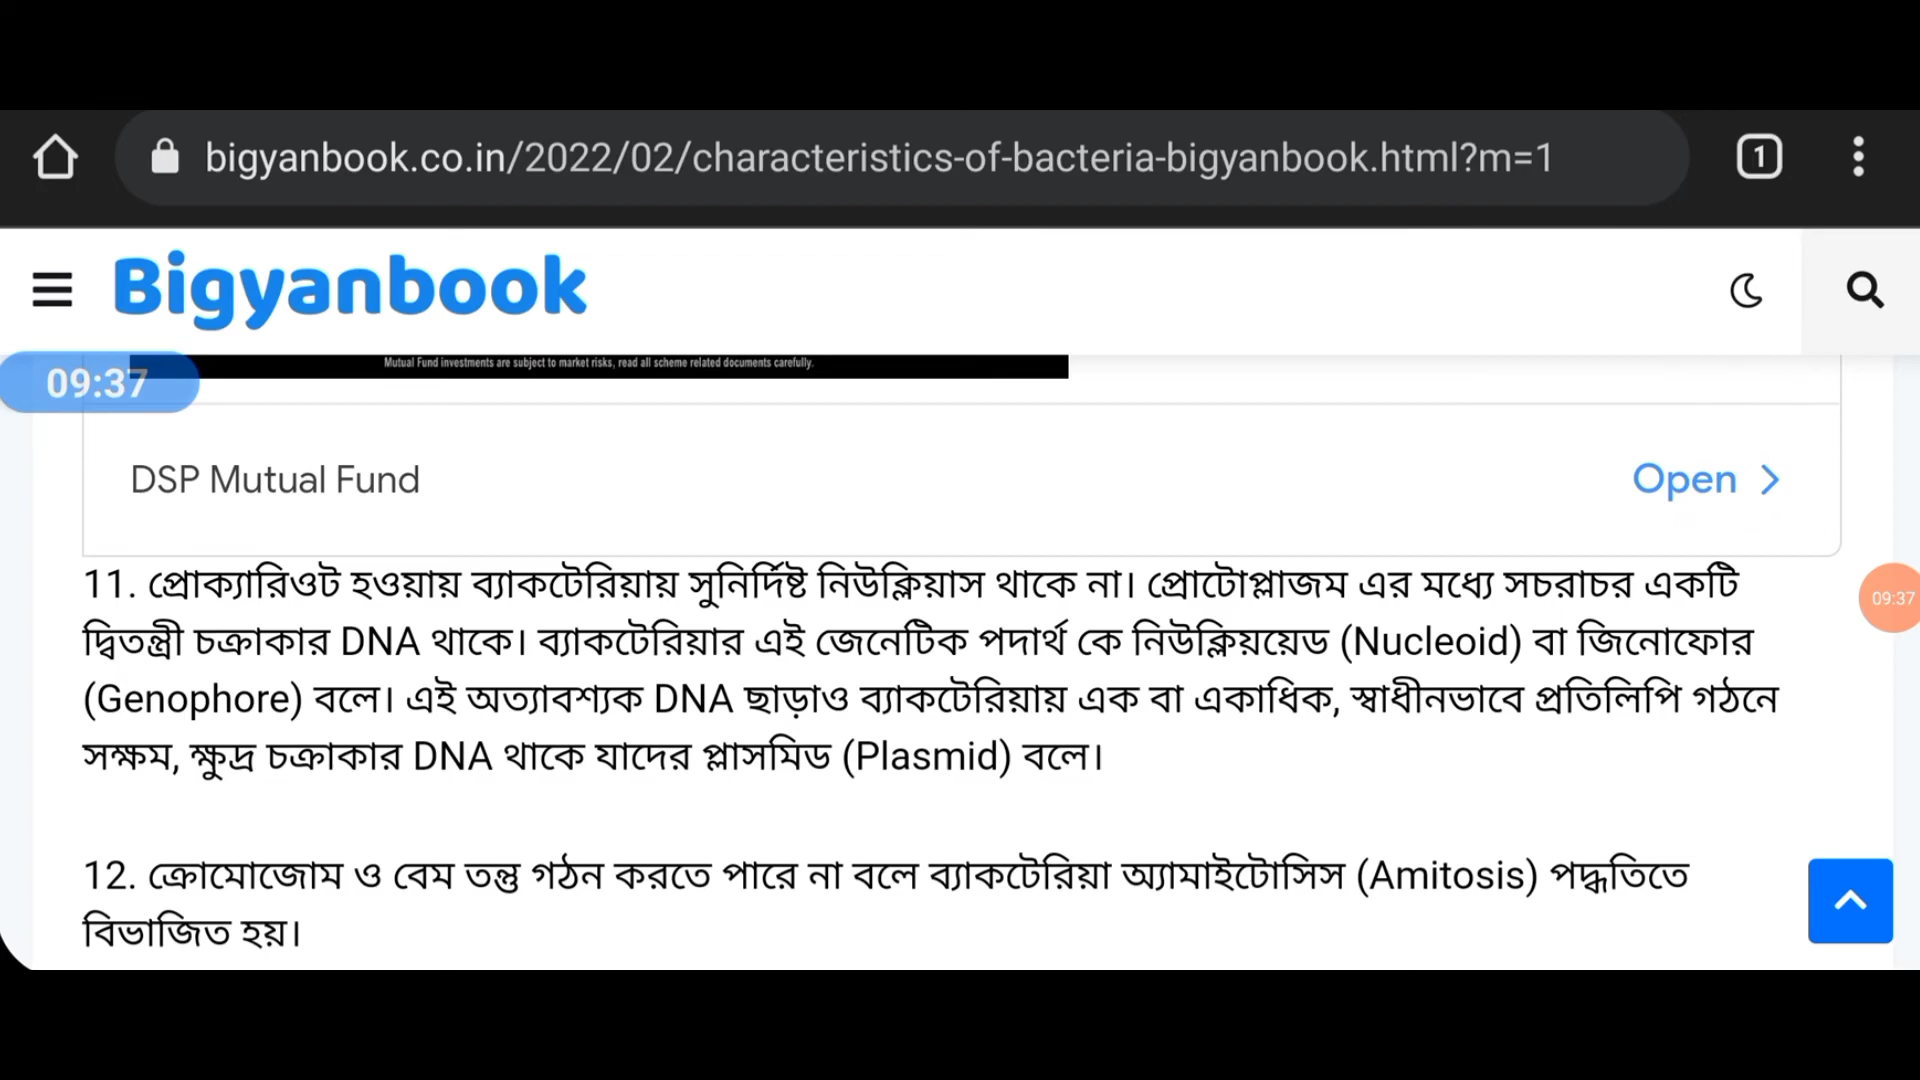 bigyanbook.co.in/2022/02/characteristics-of-bacteria-bigyanbook.html?m=1
1
Bigyanbook
Mutual Fund investments are subject to market risks, read all scheme related documents carefully.
09:37
DSP Mutual Fund
Open
11. প্রোক্যারিওট হওয়ায় ব্যাকটেরিয়ায় সুনির্দিষ্ট নিউক্লিয়াস থাকে না। প্রোটোপ্লাজম এর মধ্যে সচরাচর একটি
09:37
দ্বিতন্ত্রী চক্রাকার DNA থাকে। ব্যাকটেরিয়ার এই জেনেটিক পদার্থ কে নিউক্লিয়য়েড (Nucleoid) বা জিনোফোর
(Genophore) বলে। এই অত্যাবশ্যক DNA ছাড়াও ব্যাকটেরিয়ায় এক বা একাধিক, স্বাধীনভাবে প্রতিলিপি গঠনে
সক্ষম, ক্ষুদ্র চক্রাকার DNA থাকে যাদের প্লাসমিড (Plasmid) বলে।
12. ক্রোমোজোম ও বেম তন্তু গঠন করতে পারে না বলে ব্যাকটেরিয়া অ্যামাইটোসিস (Amitosis) পদ্ধতিতে
বিভাজিত হয়।